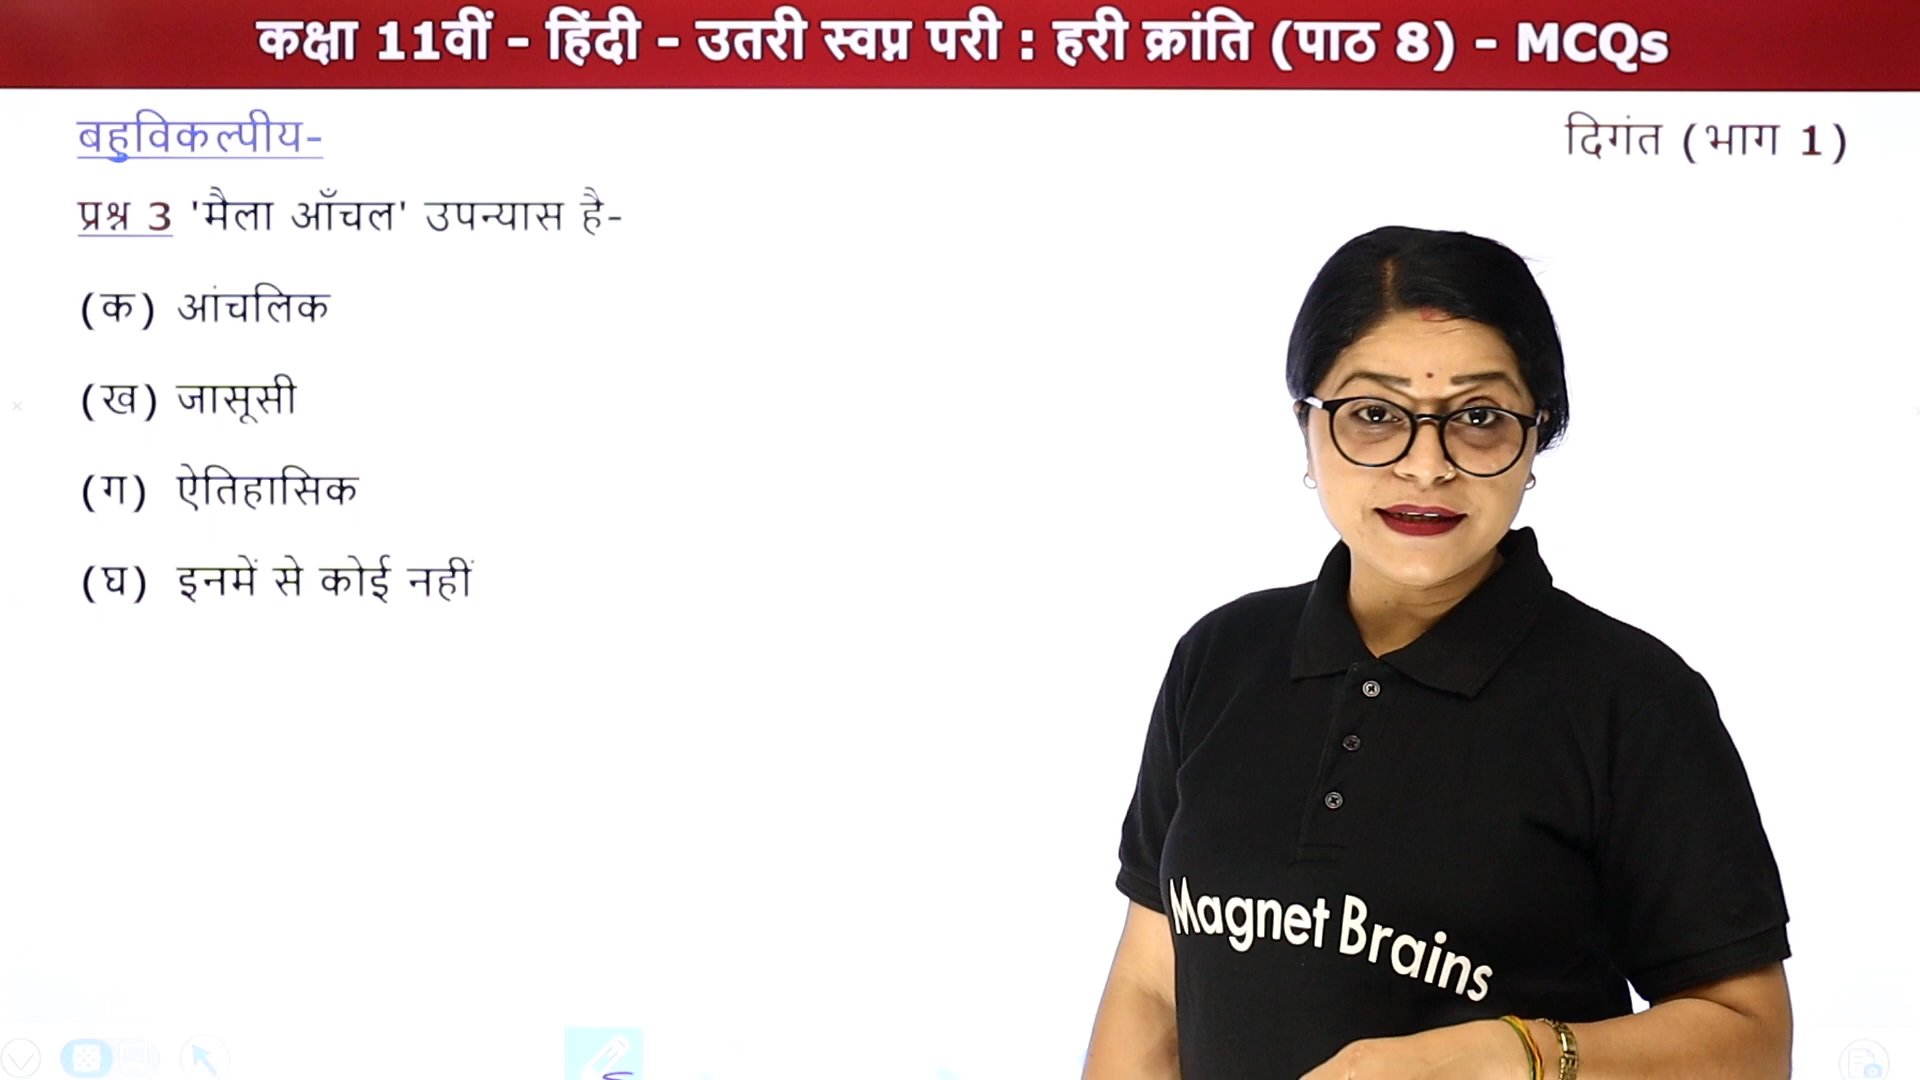 कक्षा 11वीं - हिंदी - उतरी स्वप्न परी : हरी क्रांति (पाठ 8) - MCQs
बहुविकल्पीय-
दिगंत (भाग 1)
प्रश्न 3 'मैला आँचल' उपन्यास है-
(क) आंचलिक
(ख) जासूसी
(ग) ऐतिहासिक
(घ) इनमें से कोई नहीं
Magnet Brains